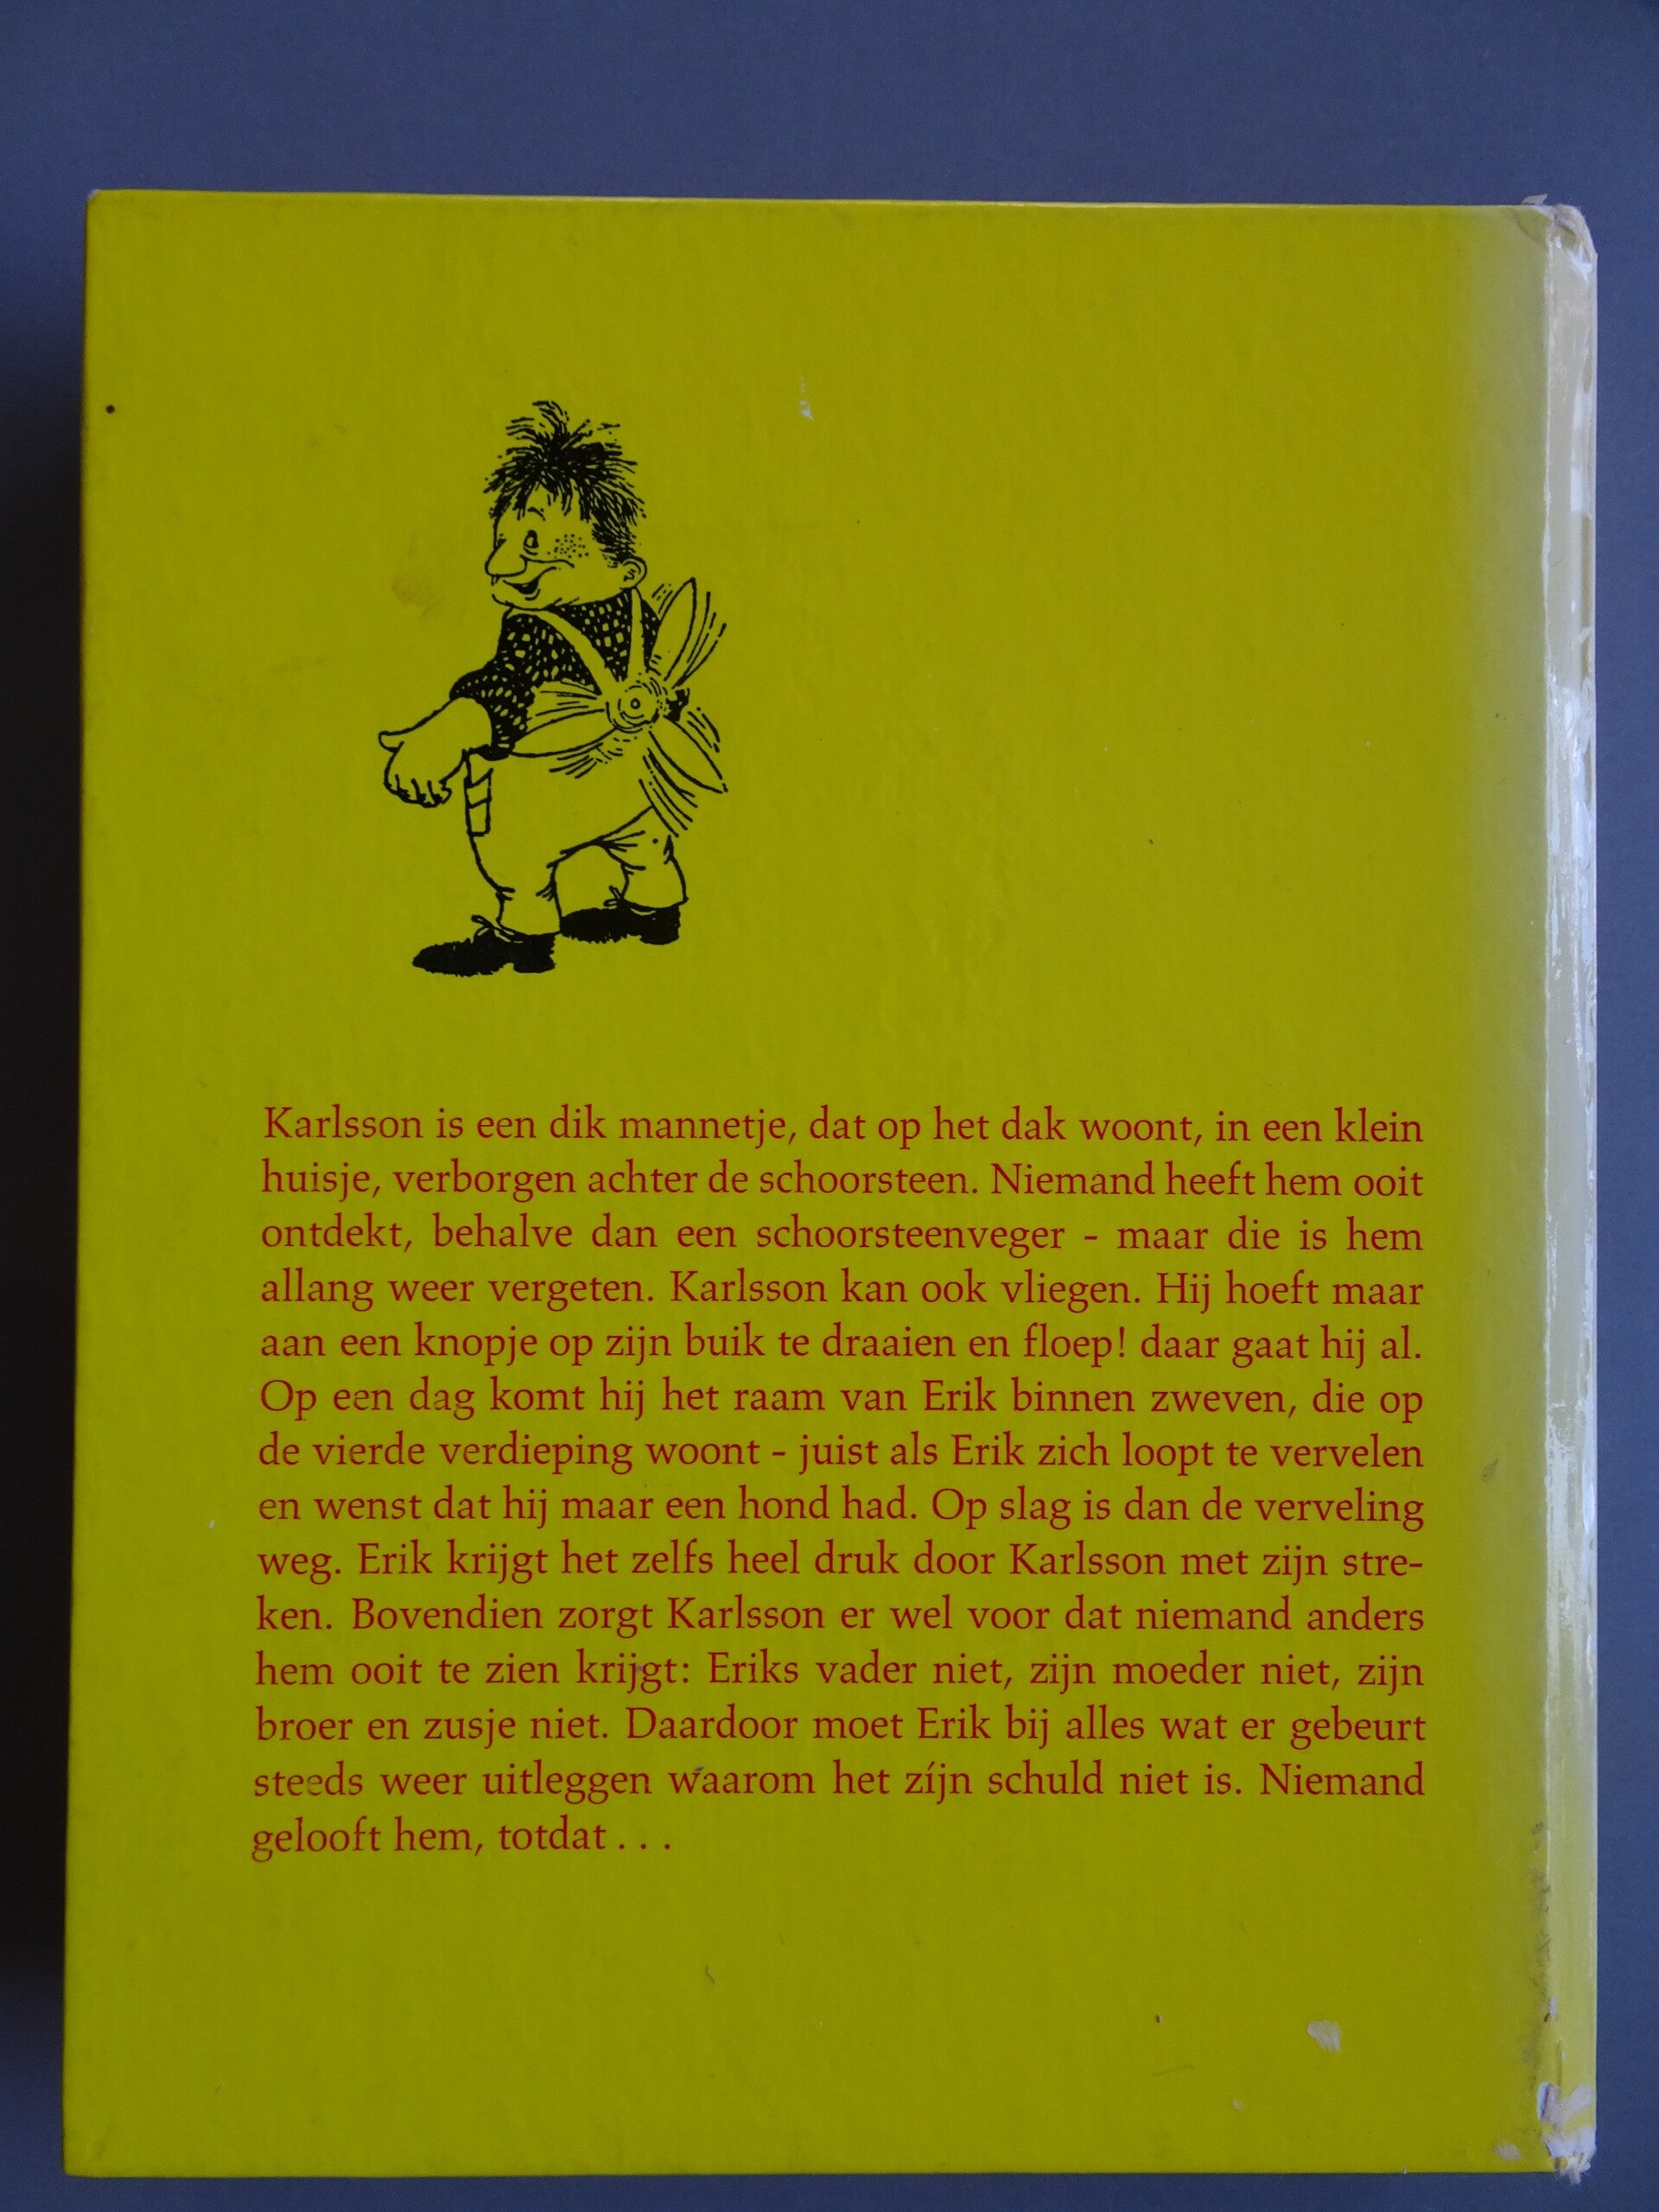 Karlsson is een dik mannetje, dat op het dak woont, in een klein
huisje, verborgen achter de schoorsteen. Niemand heeft hem ooit
ontdekt, behalve dan een schoorsteenveger - maar die is hem
allang weer vergeten. Karlsson kan ook vliegen. Hij hoeft maar
aan een knopje op zijn buik te draaien en floep! daar gaat hij al.
Op een dag komt hij het raam van Erik binnen zweven, die op
de vierde verdieping woont - juist als Erik zich loopt te vervelen
en wenst dat hij maar een hond had. Op slag is dan de verveling
weg. Erik krijgt het zelfs heel druk door Karlsson met zijn stre-
ken. Bovendien zorgt Karlsson er wel voor dat niemand anders
hem ooit te zien krijgt: Eriks vader niet, zijn moeder niet, zijn
broer en zusje niet. Daardoor moet Erik bij alles wat er gebeurt
steeds weer uitleggen waarom het zíjn schuld niet is. Niemand
gelooft hem, totdat . . .